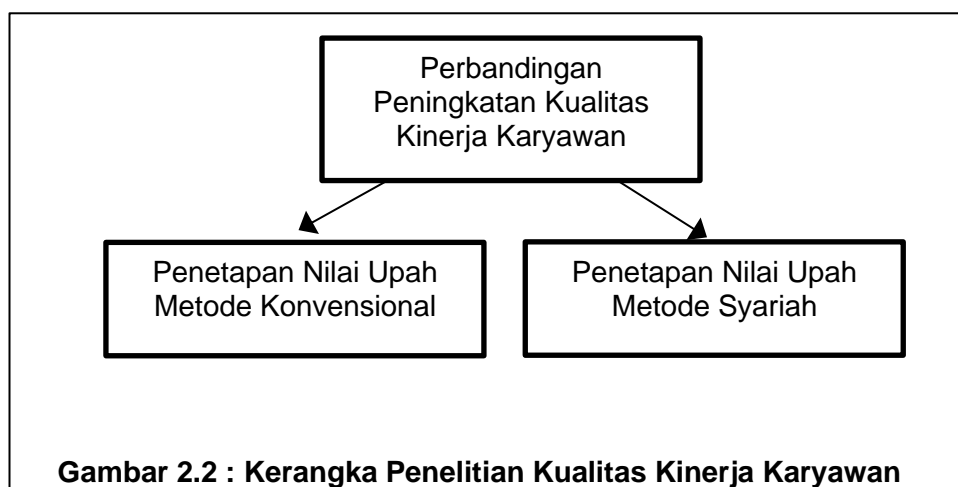 Perbandingan
Peningkatan Kualitas
Kinerja Karyawan
Penetapan Nilai Upah
Metode Konvensional
Penetapan Nilai Upah
Metode Syariah
Gambar 2.2 : Kerangka Penelitian Kualitas Kinerja Karyawan